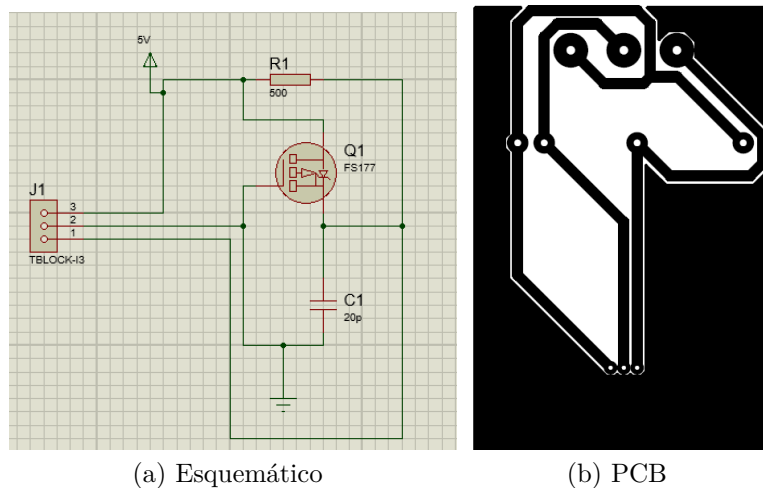 5V
R1
500
Q1
FS177
J1
3
2
1
TBLOCK-I3
C1
20p
(a) Esquemático
(b) PCB